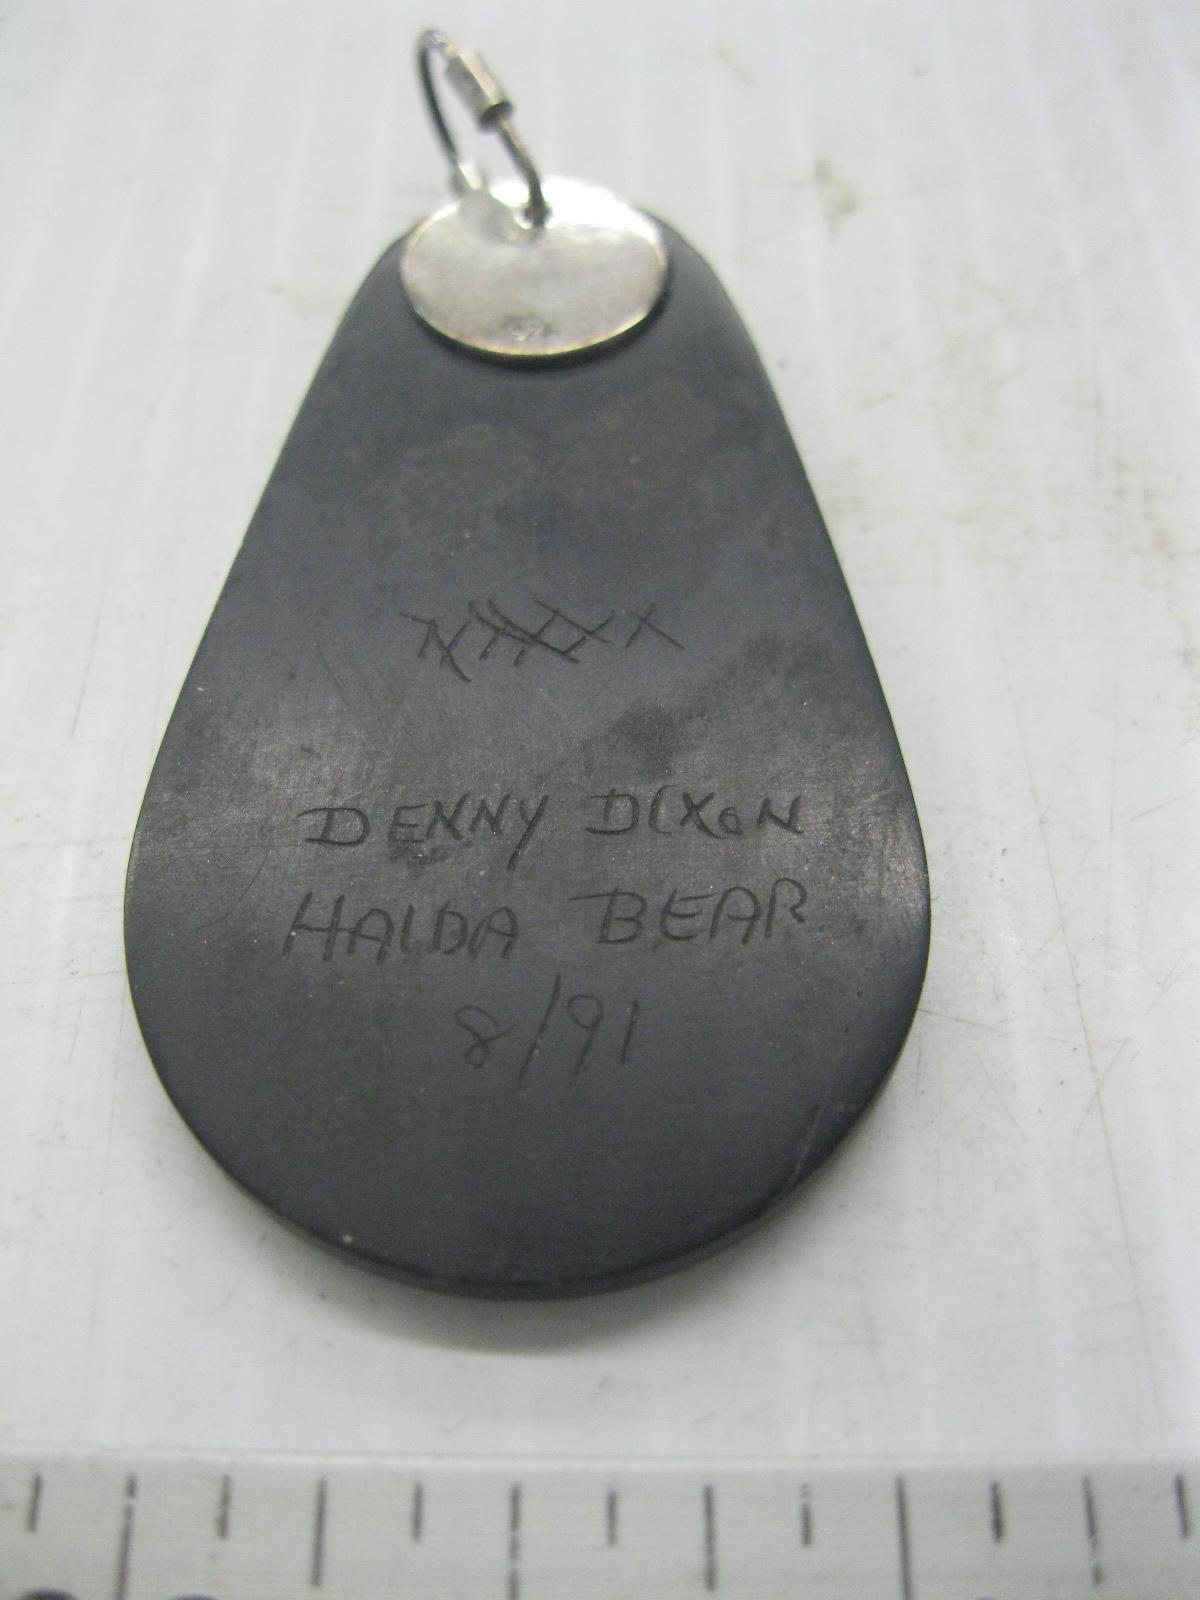 DENNY DIXON
HAIDA BEAR
8/91